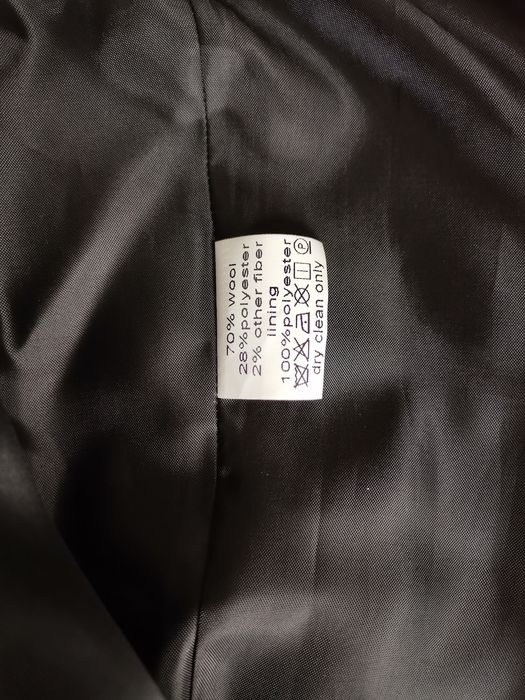 70% wool
28%polyester
2% other fiber
lining
100%polyester
P
dry clean only